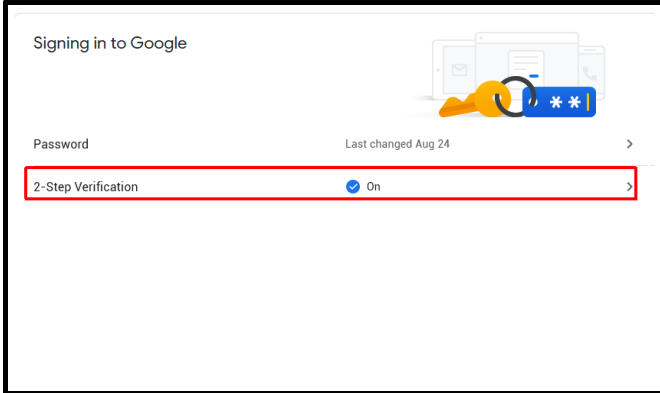 Signing in to Google
**
Password Last changed Aug 24
2-Step Verification On